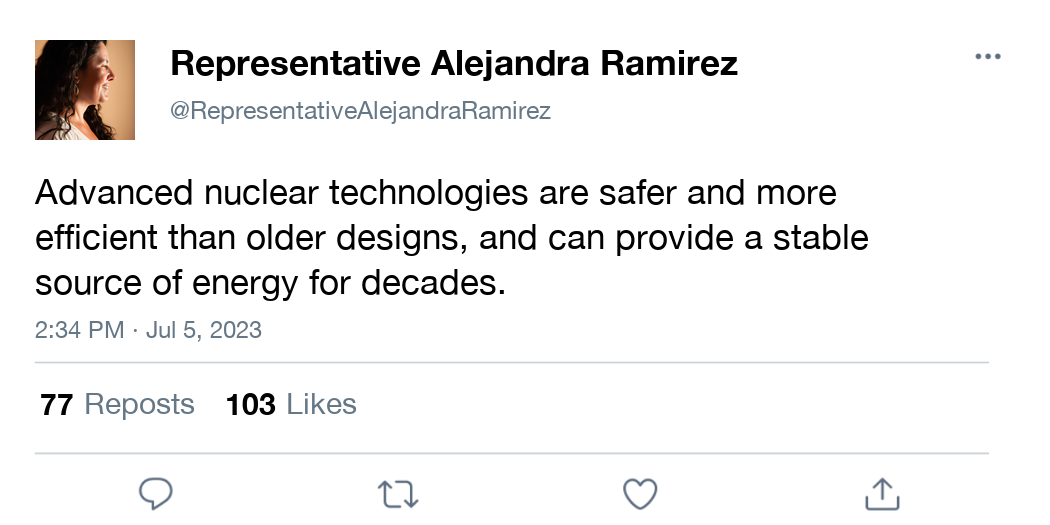 Representative Alejandra Ramirez
@RepresentativeAlejandraRamirez
Advanced nuclear technologies are safer and more
efficient than older designs, and can provide a stable
source of energy for decades.
2:34 PM · Jul 5, 2023
77 Reposts 103 Likes